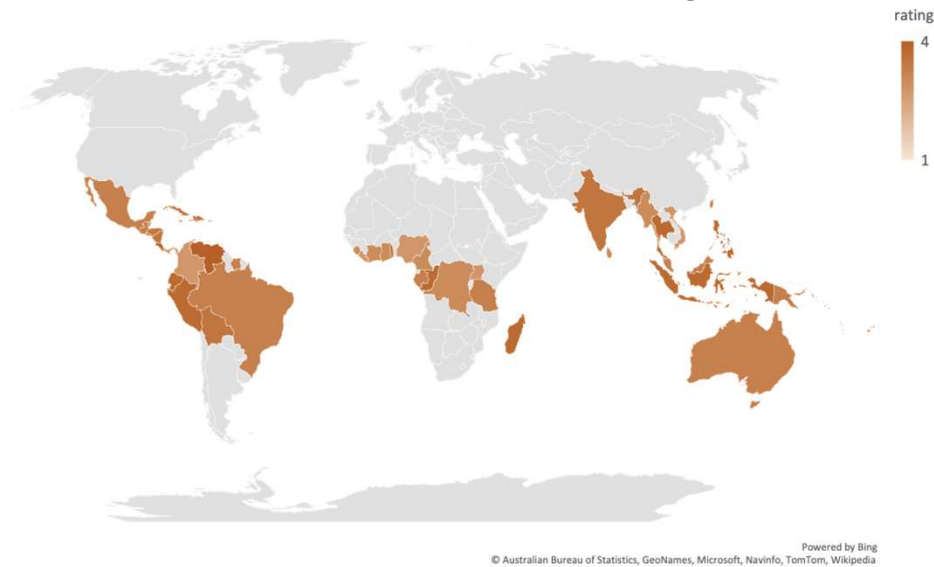 rating
4
1
Powered by Bing
© Australian Bureau of Statistics, GeoNames, Microsoft, Navinfo, TomTom, Wikipedia